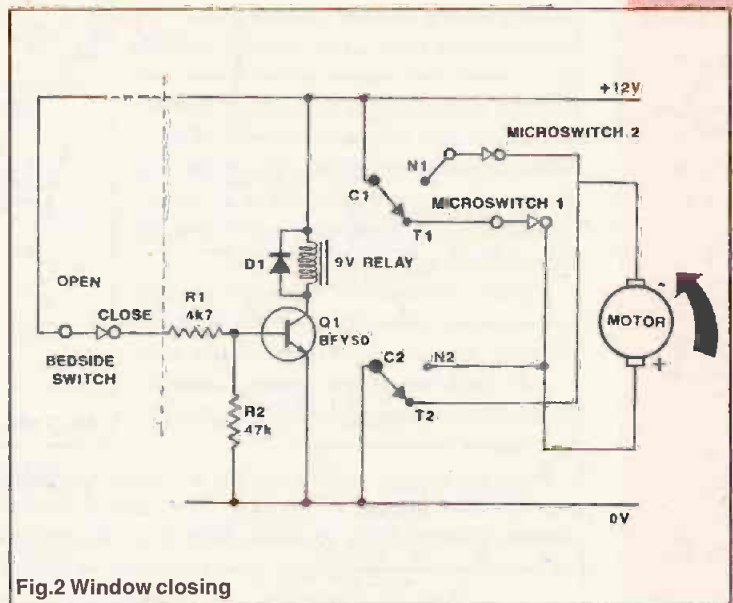 +12V
MICROSWITCH 2
N1
C1
MICROSWITCH 1
T1
D1
9V RELAY
OPEN
CLOSE
R1
4k7
Q1
BFY50
BEDSIDE
SWITCH
C2
N2
T2
R2
47k
-
MOTOR
+
0V
Fig.2 Window closing